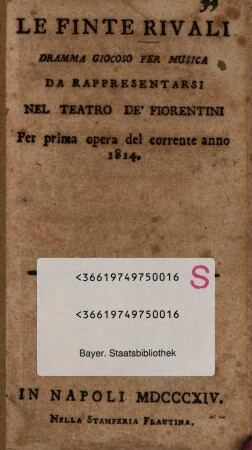 39
LE FINTE RIVALI
DRAMMA GIOCOSO PER MUSICA
DA RAPPRESENTARSI
NEL TEATRO DE' FIORENTINI
Per prima opera del corrente anno
1814.
<36619749750016 S
<36619749750016
Bayer. Staatsbibliothek
IN NAPOLI MDCCCXIV.
NELLA STAMPERIA FLAUTINA.